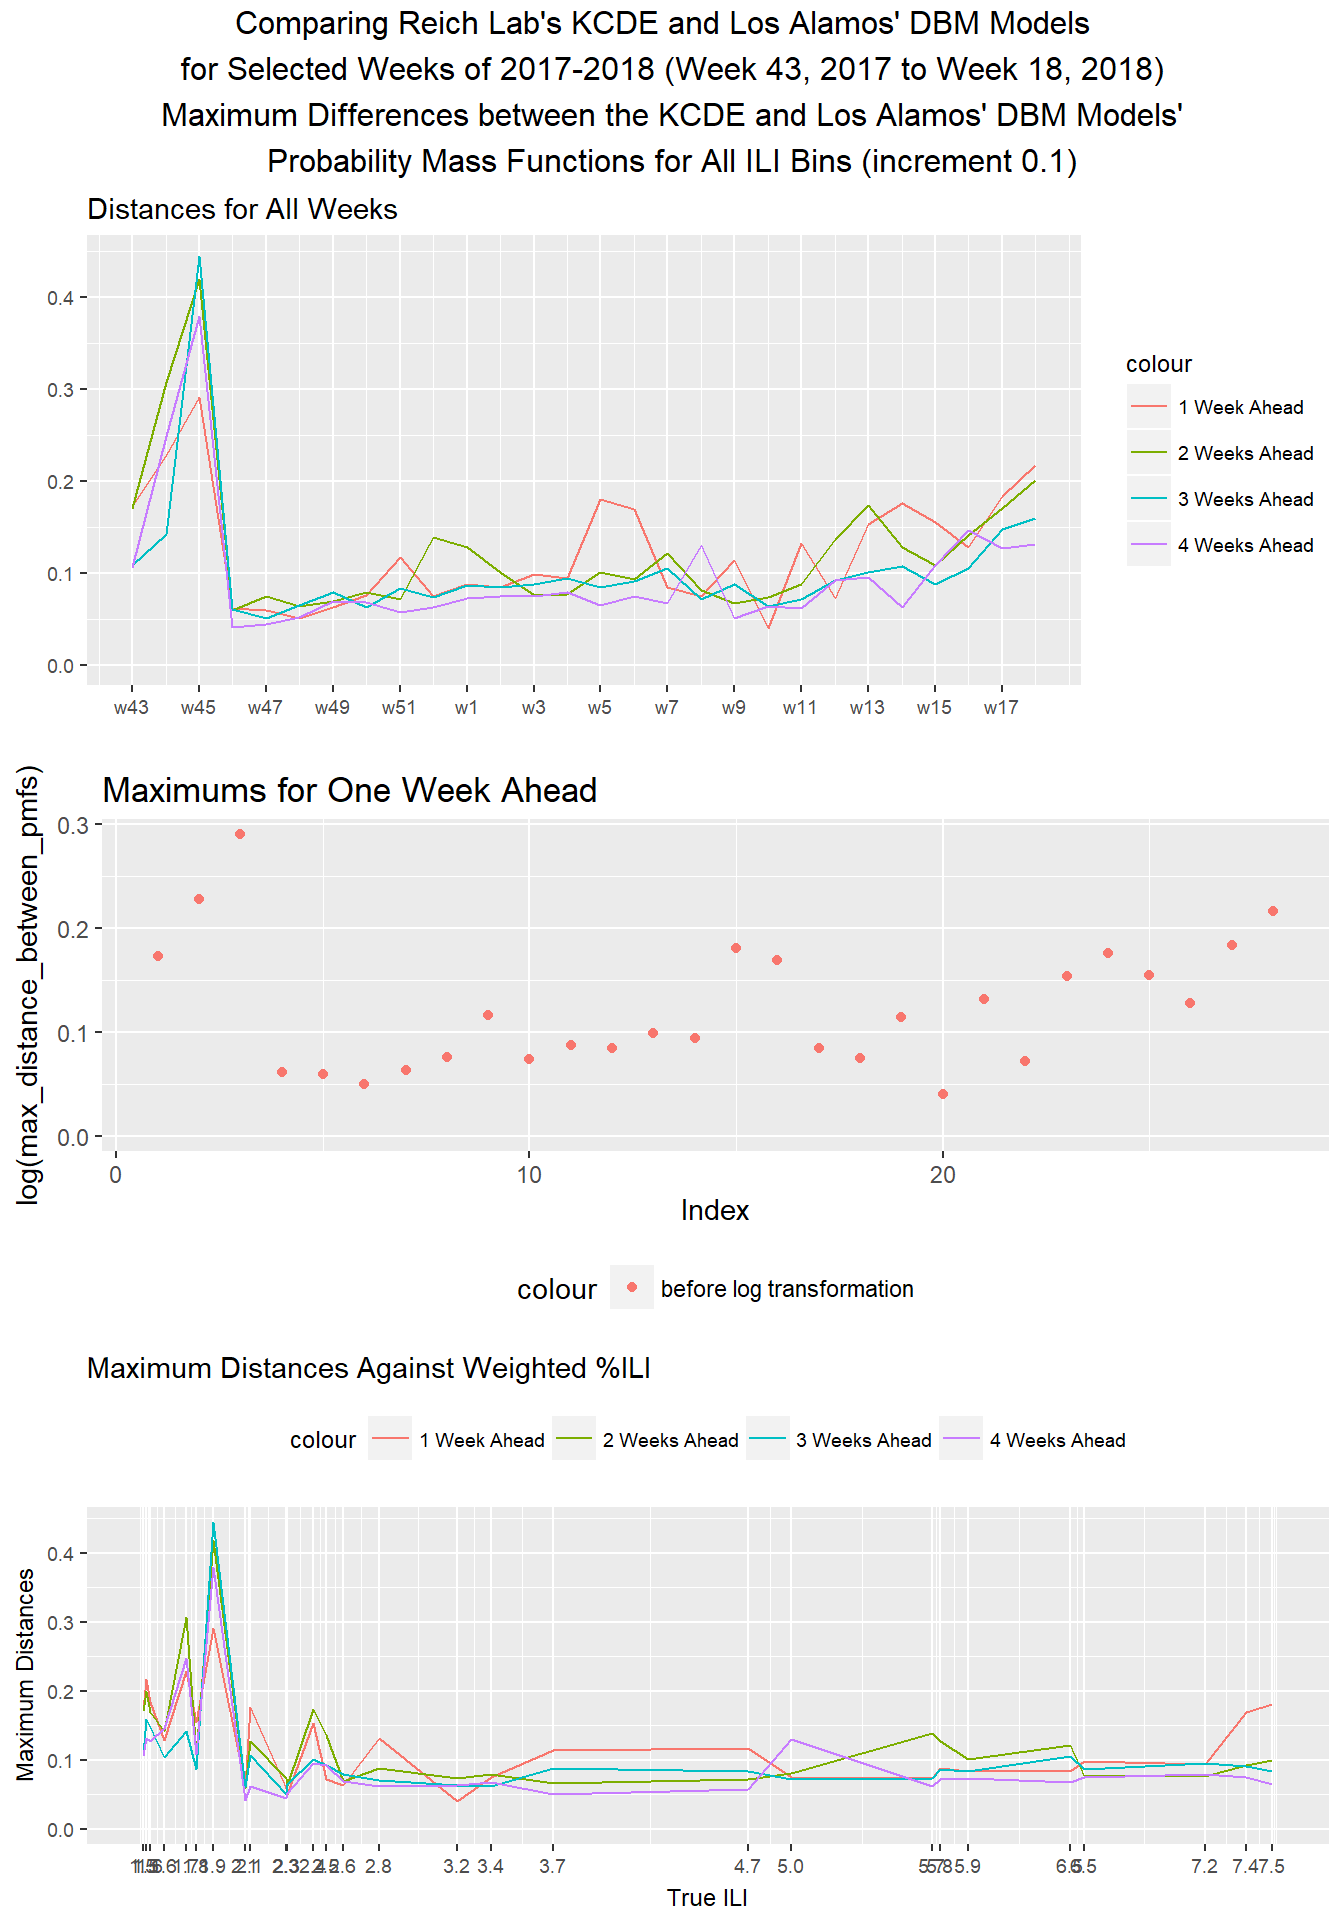 Comparing Reich Lab's KCDE and Los Alamos' DBM Models
for Selected Weeks of 2017-2018 (Week 43, 2017 to Week 18, 2018)
Maximum Differences between the KCDE and Los Alamos' DBM Models'
Probability Mass Functions for All ILI Bins (increment 0.1)
Distances for All Weeks
0.4
0.3
0.2
0.1
0.0
w43 w45 w47 w49 w51 w1 w3 w5 w7 w9 w11 w13 w15 w17
colour
1 Week Ahead
2 Weeks Ahead
3 Weeks Ahead
4 Weeks Ahead
Maximums for One Week Ahead
log(max_distance_between_pmfs)
0.3
0.2
0.1
0.0
0 10 20
Index
colour before log transformation
Maximum Distances Against Weighted %ILI
colour 1 Week Ahead 2 Weeks Ahead 3 Weeks Ahead 4 Weeks Ahead
Maximum Distances
0.4
0.3
0.2
0.1
0.0
2.6 2.8 3.2 3.4 3.7 4.7 5.0 5.9 7.2 7.4 7.5
True ILI